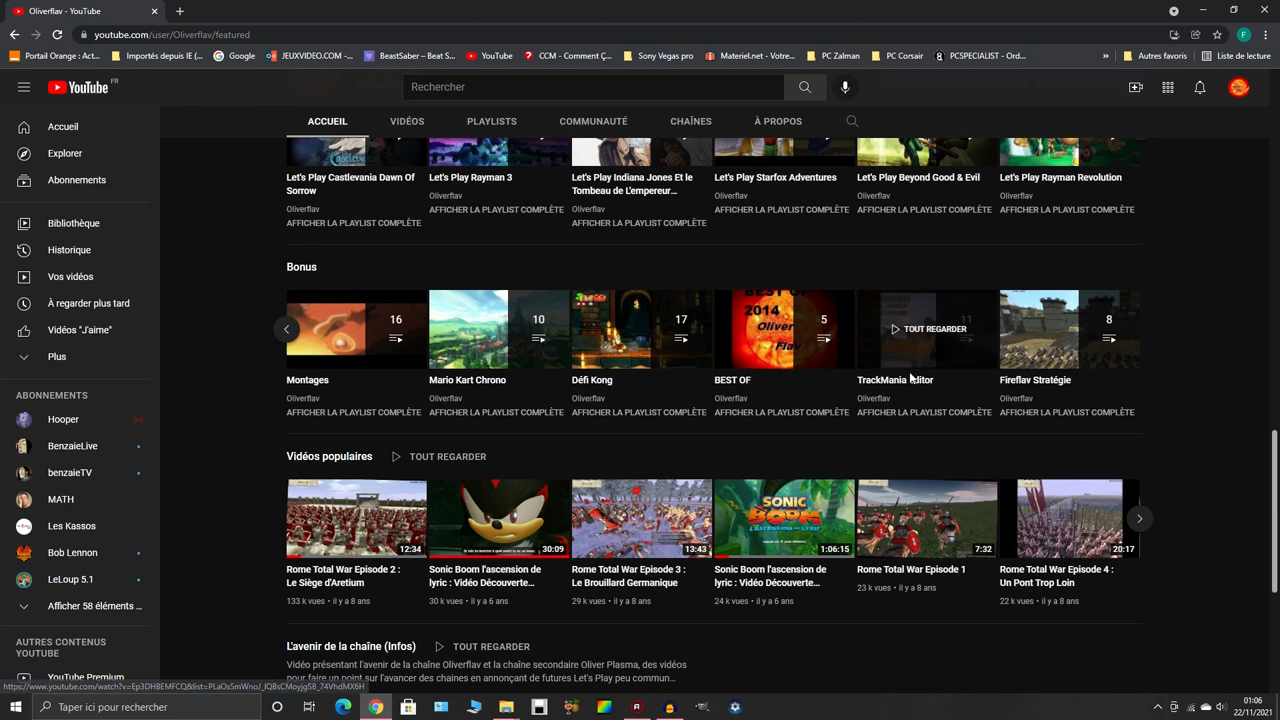 Oliverflav - YouTube
youtube.com/user/Oliverflav/featured
Portail Orange : Act...
Importés depuis IE (...
Google
JEUXVIDEO.COM -...
BeastSaber – Beat S...
YouTube
CCM - Comment Ç...
Sony Vegas pro
Materiel.net - Votr...
PC Zalman
PC Corsair
PCSPECIALIST - Ord...
»
Autres favoris
Liste de lecture
YouTube FR
Rechercher
ACCUEIL
VIDÉOS
PLAYLISTS
COMMUNAUTÉ
CHAÎNES
À PROPOS
Accueil
Explorer
Abonnements
Bibliothèque
Historique
Vos vidéos
À regarder plus tard
Vidéos "J'aime"
Plus
ABONNEMENTS
Hooper
BenzaieLive
benzaieTV
MATH
Les Kassos
Bob Lennon
LeLoup 5.1
Afficher 58 éléments ...
AUTRES CONTENUS
YOUTUBE
YouTube Premium
Let's Play Castlevania Dawn Of
Sorrow
Oliverflav
AFFICHER LA PLAYLIST COMPLÈTE
Let's Play Rayman 3
Oliverflav
AFFICHER LA PLAYLIST COMPLÈTE
Let's Play Indiana Jones Et le
Tombeau de L'empereur...
Oliverflav
AFFICHER LA PLAYLIST COMPLÈTE
Let's Play Starfox Adventures
Oliverflav
AFFICHER LA PLAYLIST COMPLÈTE
Let's Play Beyond Good & Evil
Oliverflav
AFFICHER LA PLAYLIST COMPLÈTE
Let's Play Rayman Revolution
Oliverflav
AFFICHER LA PLAYLIST COMPLÈTE
Bonus
16
Montages
Oliverflav
AFFICHER LA PLAYLIST COMPLÈTE
10
Mario Kart Chrono
Oliverflav
AFFICHER LA PLAYLIST COMPLÈTE
17
Défi Kong
Oliverflav
AFFICHER LA PLAYLIST COMPLÈTE
BEST OF
2014
Oliver
Flav
5
BEST OF
Oliverflav
AFFICHER LA PLAYLIST COMPLÈTE
11
TOUT REGARDER
TrackMania Editor
Oliverflav
AFFICHER LA PLAYLIST COMPLÈTE
8
Fireflav Stratégie
Oliverflav
AFFICHER LA PLAYLIST COMPLÈTE
Vidéos populaires
TOUT REGARDER
12:34
Rome Total War Episode 2 :
Le Siège d'Aretium
133 k vues • il y a 8 ans
30:09
Sonic Boom l'ascension de
lyric : Vidéo Découverte...
30 k vues • il y a 6 ans
13:43
Rome Total War Episode 3 :
Le Brouillard Germanique
29 k vues • il y a 8 ans
SONIC
BOOM
1:06:15
Sonic Boom l'ascension de
lyric : Vidéo Découverte...
24 k vues • il y a 6 ans
7:32
Rome Total War Episode 1
23 k vues • il y a 8 ans
20:17
Rome Total War Episode 4 :
Un Pont Trop Loin
22 k vues • il y a 8 ans
L'avenir de la chaîne (Infos)
TOUT REGARDER
Vidéo présentant l'avenir de la chaîne Oliverflav et la chaîne secondaire Oliver Plasma, des vidéos
pour faire un point sur l'avancer des chaines en annonçant de futures Let's Play peu commun...
Taper ici pour rechercher
01:06
22/11/2021